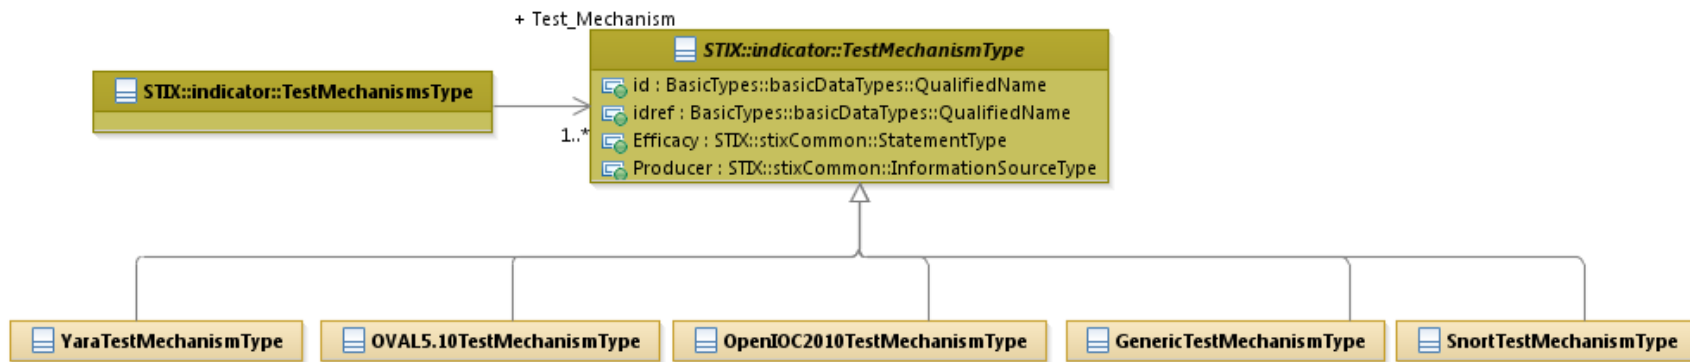 + Test_Mechanism
STIX::indicator::TestMechanismType
STIX::indicator::TestMechanismsType
id : BasicTypes::basicDataTypes::QualifiedName
idref : BasicTypes::basicDataTypes::QualifiedName
1..*
Efficacy : STIX::stixCommon::StatementType
Producer : STIX::stixCommon::InformationSourceType
YaraTestMechanismType
OVAL5.10TestMechanismType
OpenIOC2010TestMechanismType
GenericTestMechanismType
SnortTestMechanismType